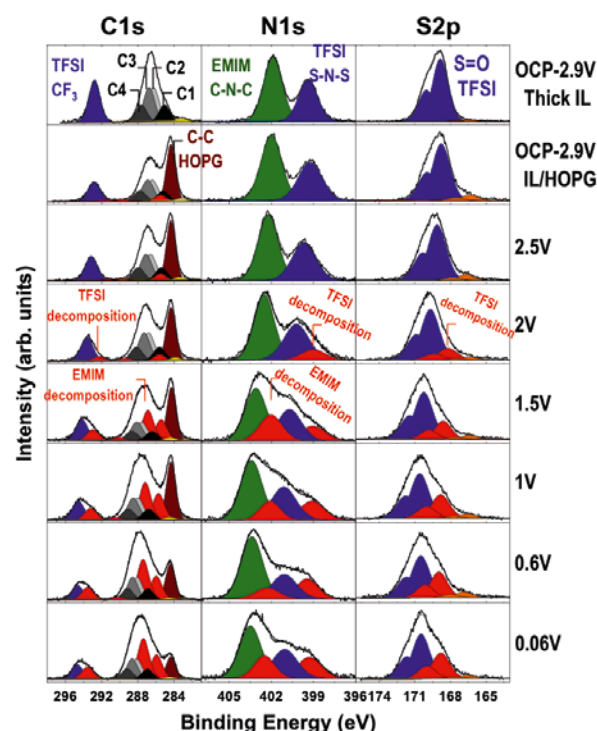 C1s N1s S2p
TFSI
CF3
C3
C2
C4
C1
EMIM
C-N-C
TFSI
S-N-S
S=O
TFSI
OCP-2.9V
Thick IL
C-C
HOPG
OCP-2.9V
IL/HOPG
2.5V
TFSI
decomposition
TFSI
decomposition
TFSI
decomposition
2V
EMIM
decomposition
EMIM
decomposition
1.5V
1V
0.6V
0.06V
Intensity (arb. units)
296 292 288 284 405 402 399 396 174 171 168 165
Binding Energy (eV)